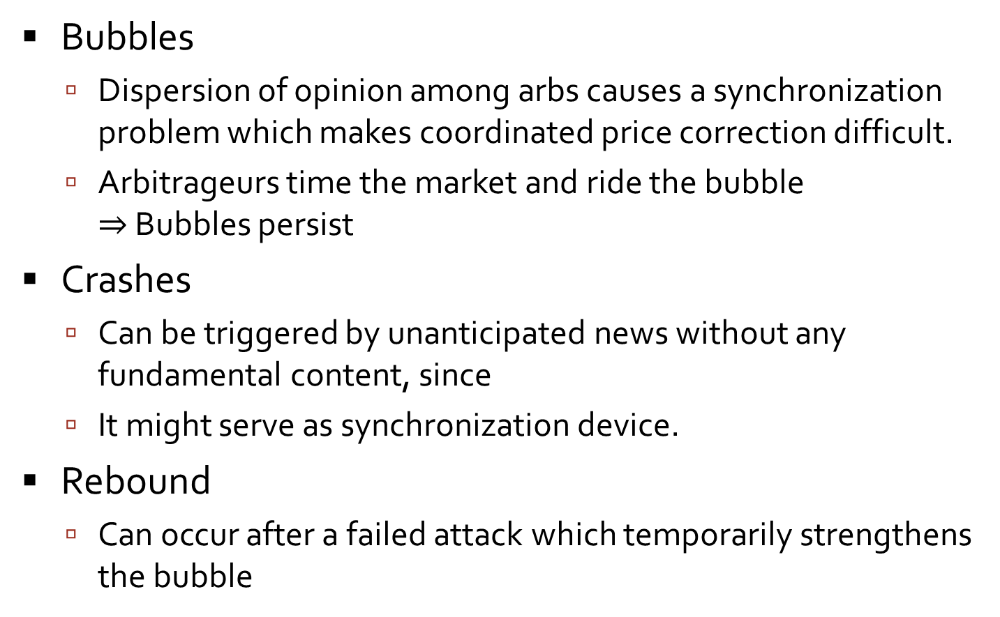 ▪ Bubbles
▫ Dispersion of opinion among arbs causes a synchronization
problem which makes coordinated price correction difficult.
▫ Arbitrageurs time the market and ride the bubble
⇒ Bubbles persist
▪ Crashes
▫ Can be triggered by unanticipated news without any
fundamental content, since
▫ It might serve as synchronization device.
▪ Rebound
▫ Can occur after a failed attack which temporarily strengthens
the bubble